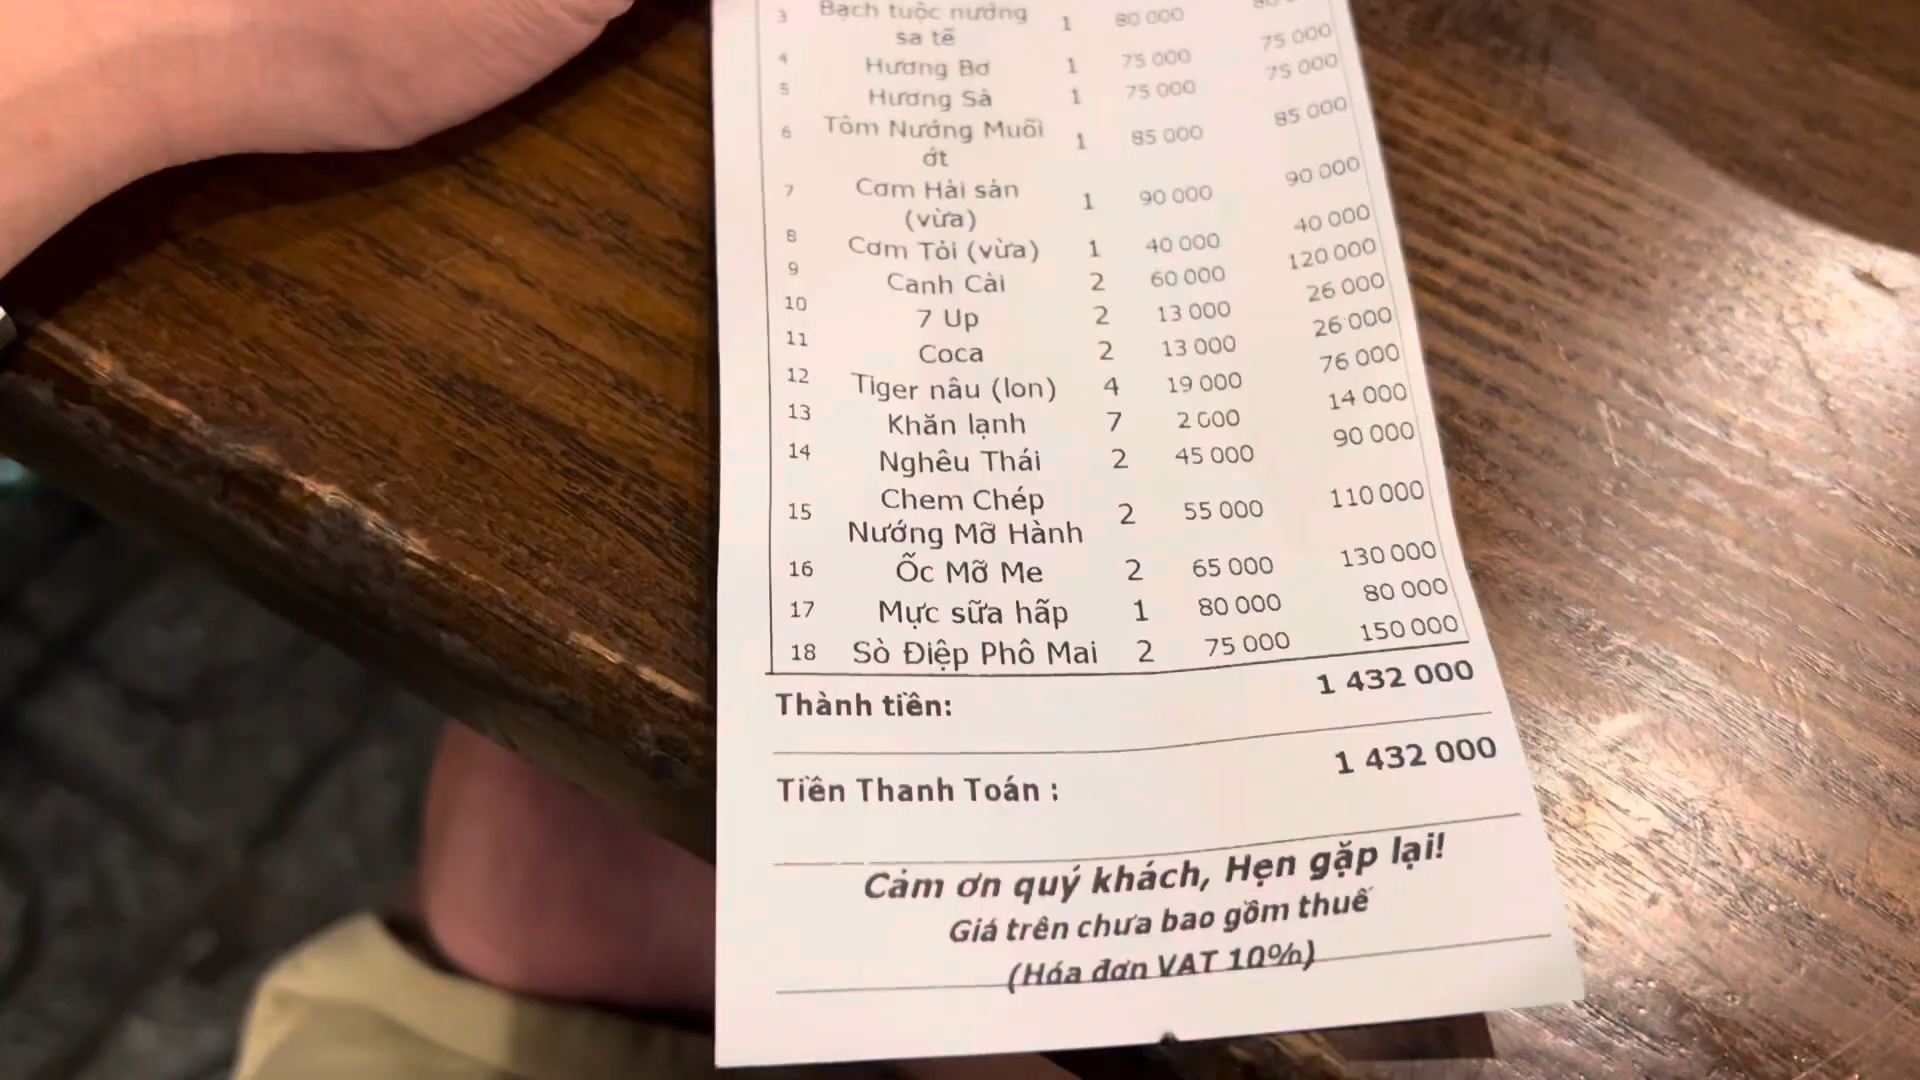 3 Bạch tuộc nướng sa tế 1 80 000
4 Hương Bơ 1 75 000 75 000
5 Hương Sả 1 75 000 75 000
6 Tôm Nướng Muối ớt 1 85 000 85 000
7 Cơm Hải sản (vừa) 1 90 000 90 000
8 Cơm Tỏi (vừa) 1 40 000 40 000
9 Canh Cải 2 60 000 120 000
10 7 Up 2 13 000 26 000
11 Coca 2 13 000 26 000
12 Tiger nâu (lon) 4 19 000 76 000
13 Khăn lạnh 7 2 000 14 000
14 Nghêu Thái 2 45 000 90 000
15 Chem Chép Nướng Mỡ Hành 2 55 000 110 000
16 Ốc Mỡ Me 2 65 000 130 000
17 Mực sữa hấp 1 80 000 80 000
18 Sò Điệp Phô Mai 2 75 000 150 000
Thành tiền: 1 432 000
Tiền Thanh Toán : 1 432 000
Cảm ơn quý khách, Hẹn gặp lại!
Giá trên chưa bao gồm thuế
(Hóa đơn VAT 10%)